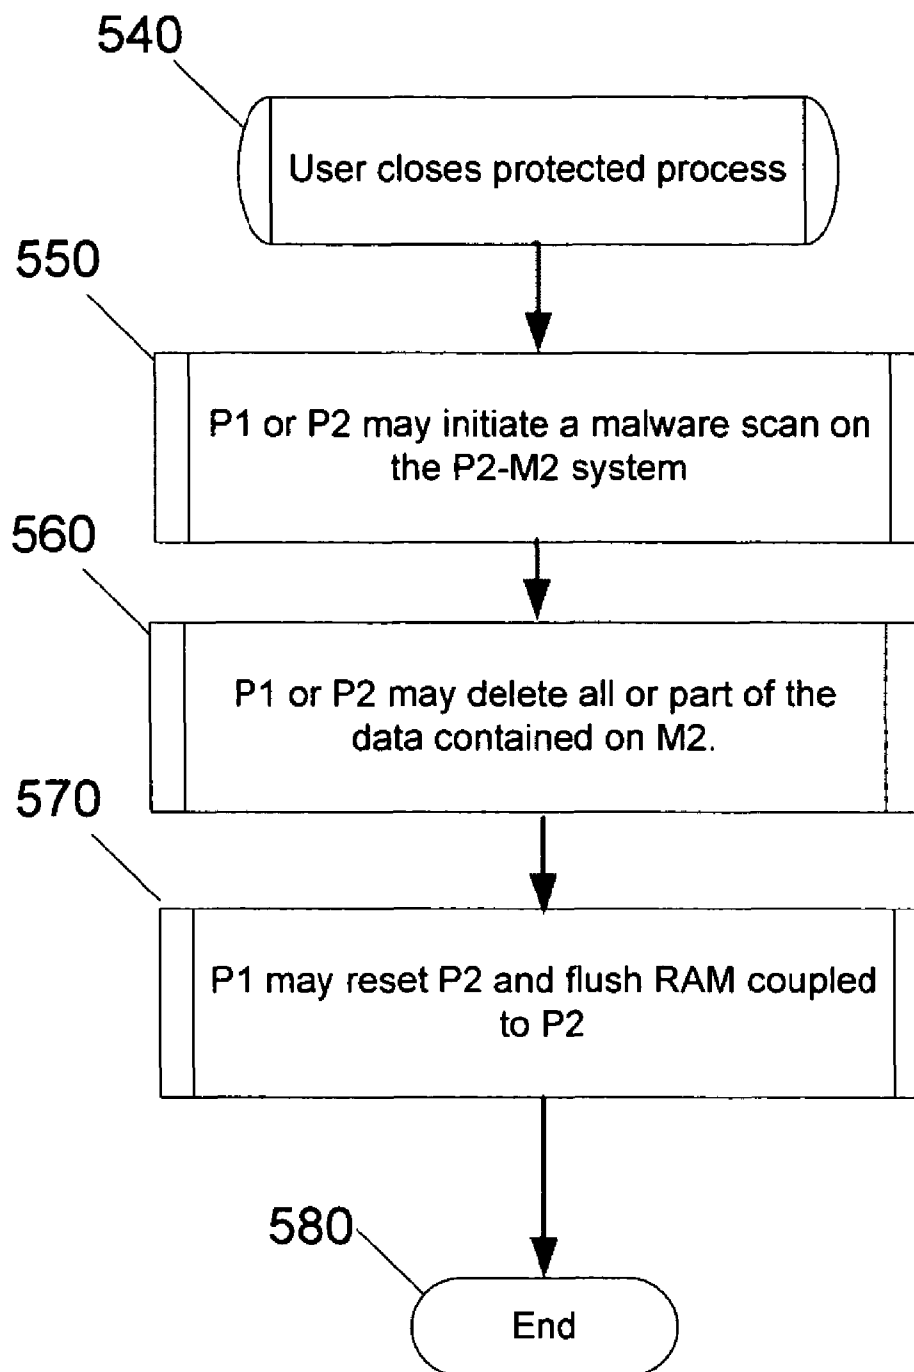 540
User closes protected process
550
P1 or P2 may initiate a malware scan on
the P2-M2 system
560
P1 or P2 may delete all or part of the
data contained on M2.
570
P1 may reset P2 and flush RAM coupled
to P2
580
End